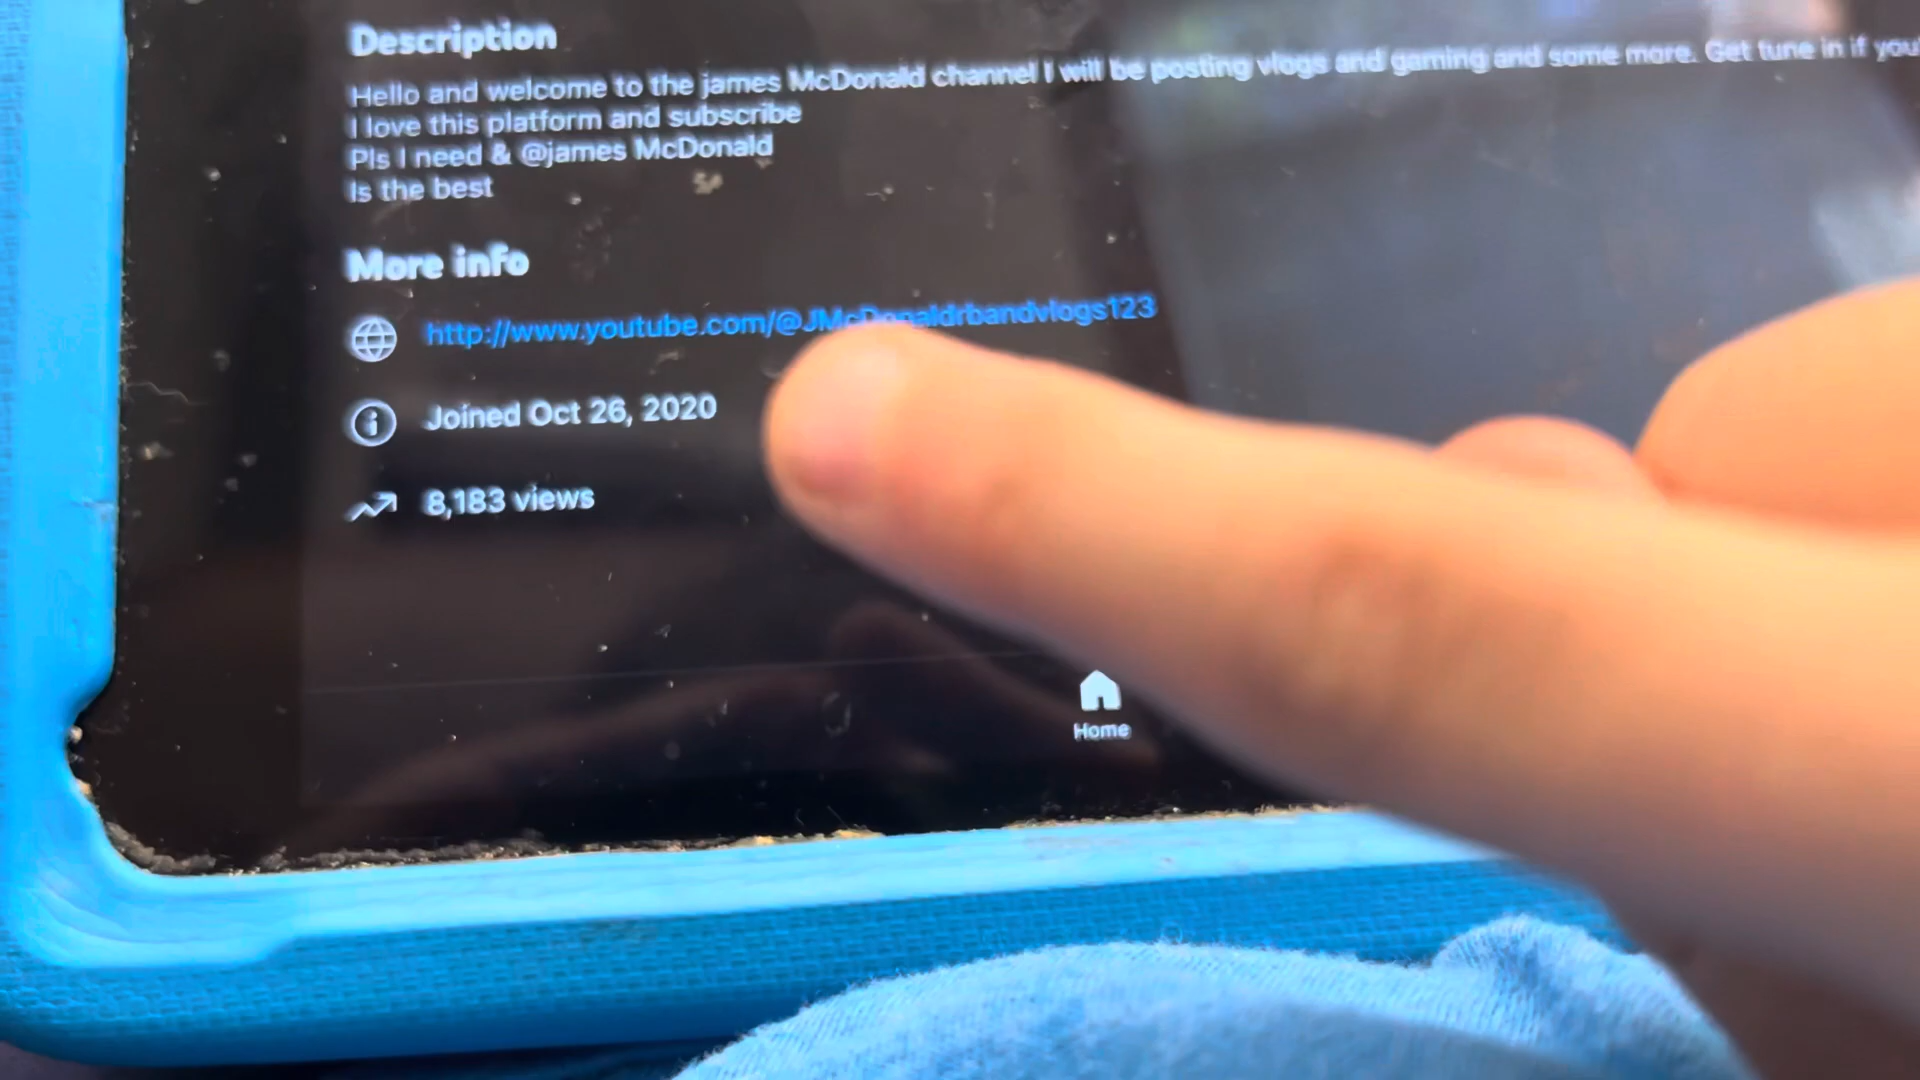 Description
Hello and welcome to the james McDonald channel I will be posting vlogs and gaming and some more. Get tune in if you
I love this platform and subscribe
Pls I need & @james McDonald
Is the best
More info
http://www.youtube.com/@JMcDonaldrbandvlogs123
Joined Oct 26, 2020
8,183 views
Home